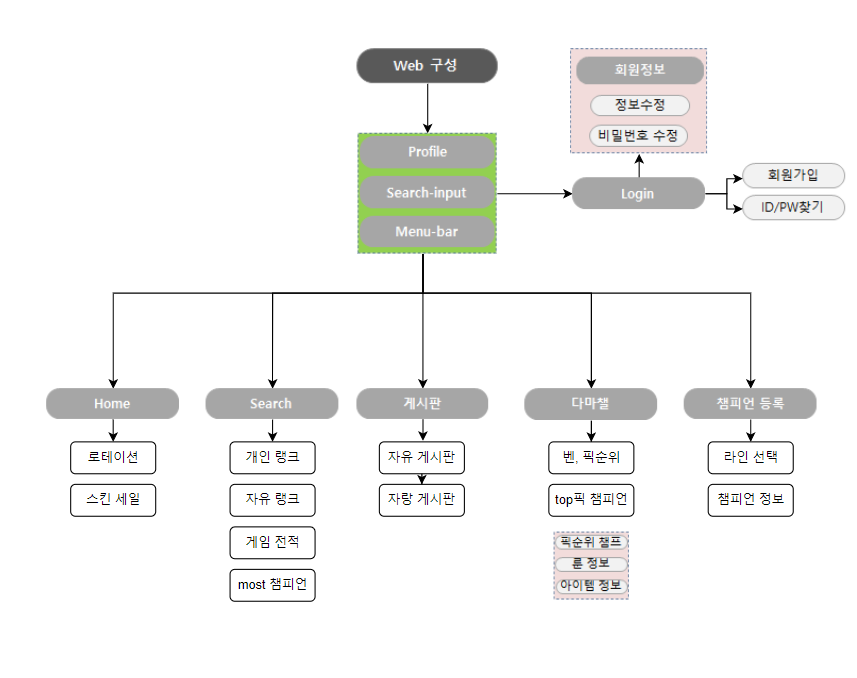 Web 구성
회원정보
정보수정
비밀번호 수정
Profile
Search-input
Menu-bar
Login
회원가입
ID/PW찾기
Home
Search
게시판
다마챌
챔피언 등록
로테이션
개인 랭크
자유 게시판
벤, 픽순위
라인 선택
스킨 세일
자유 랭크
자랑 게시판
top픽 챔피언
챔피언 정보
게임 전적
픽순위 챔프
룬 정보
most 챔피언
아이템 정보